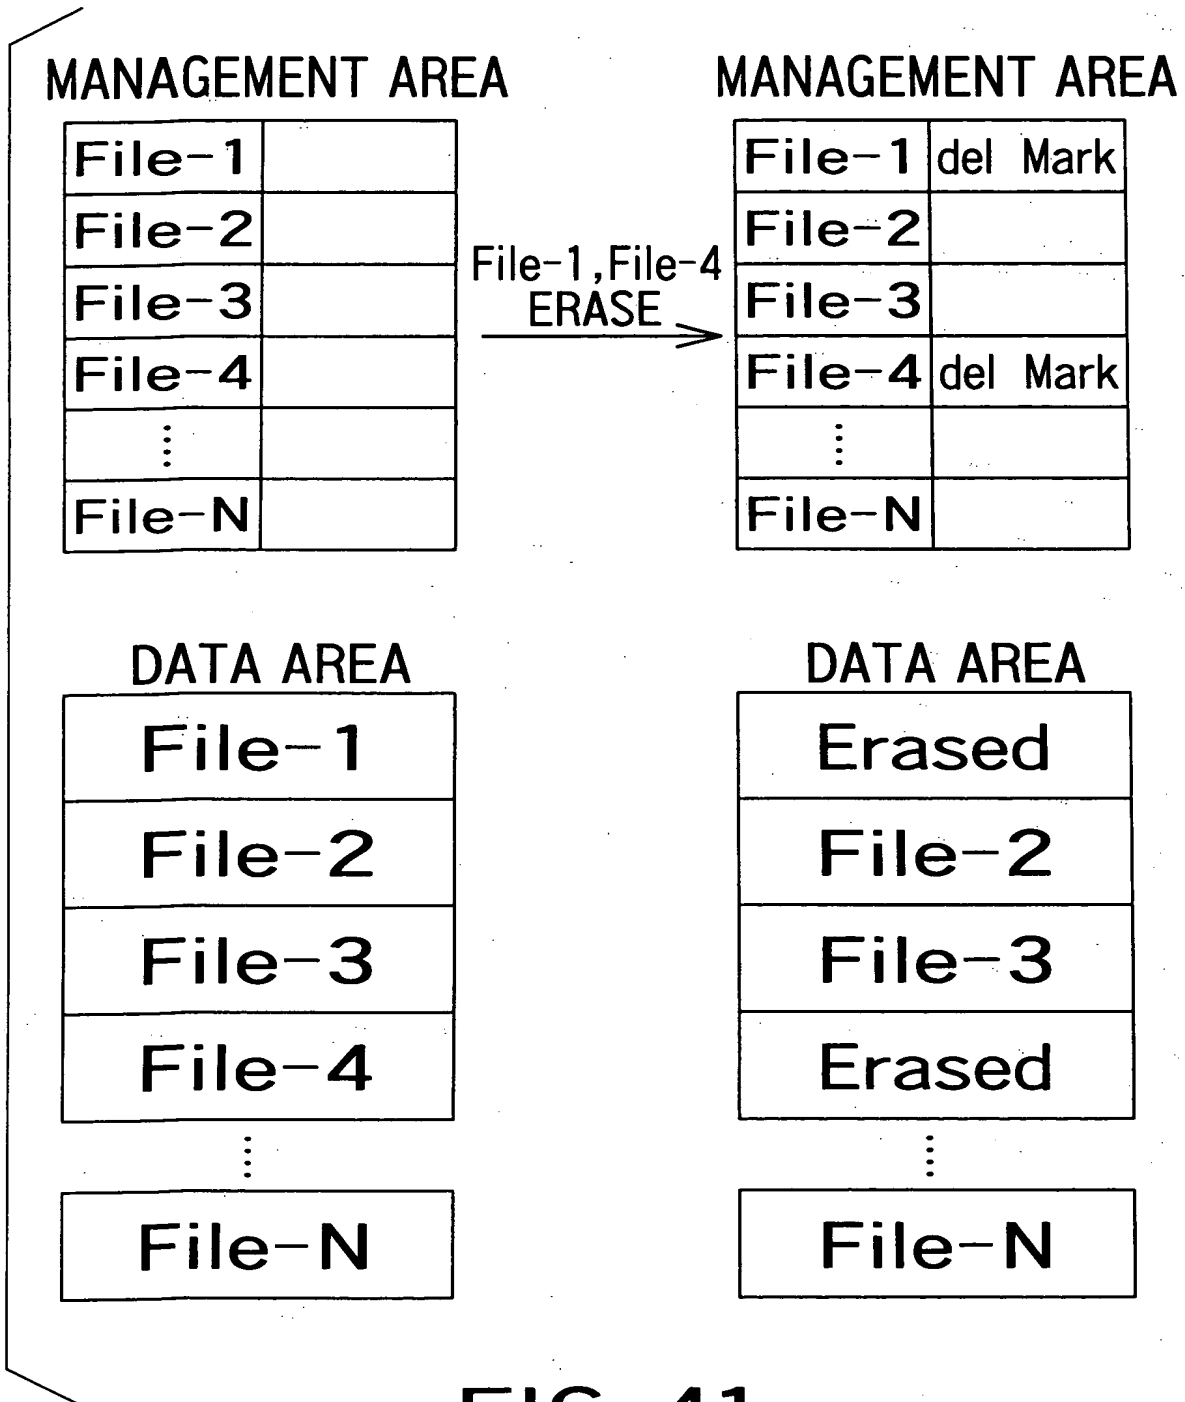 MANAGEMENT AREA
File-1
File-2
File-3
File-4
File-N
File-1,File-4
ERASE
MANAGEMENT AREA
File-1 del Mark
File-2
File-3
File-4 del Mark
File-N
DATA AREA
File-1
File-2
File-3
File-4
File-N
DATA AREA
Erased
File-2
File-3
Erased
File-N
FIG. 41